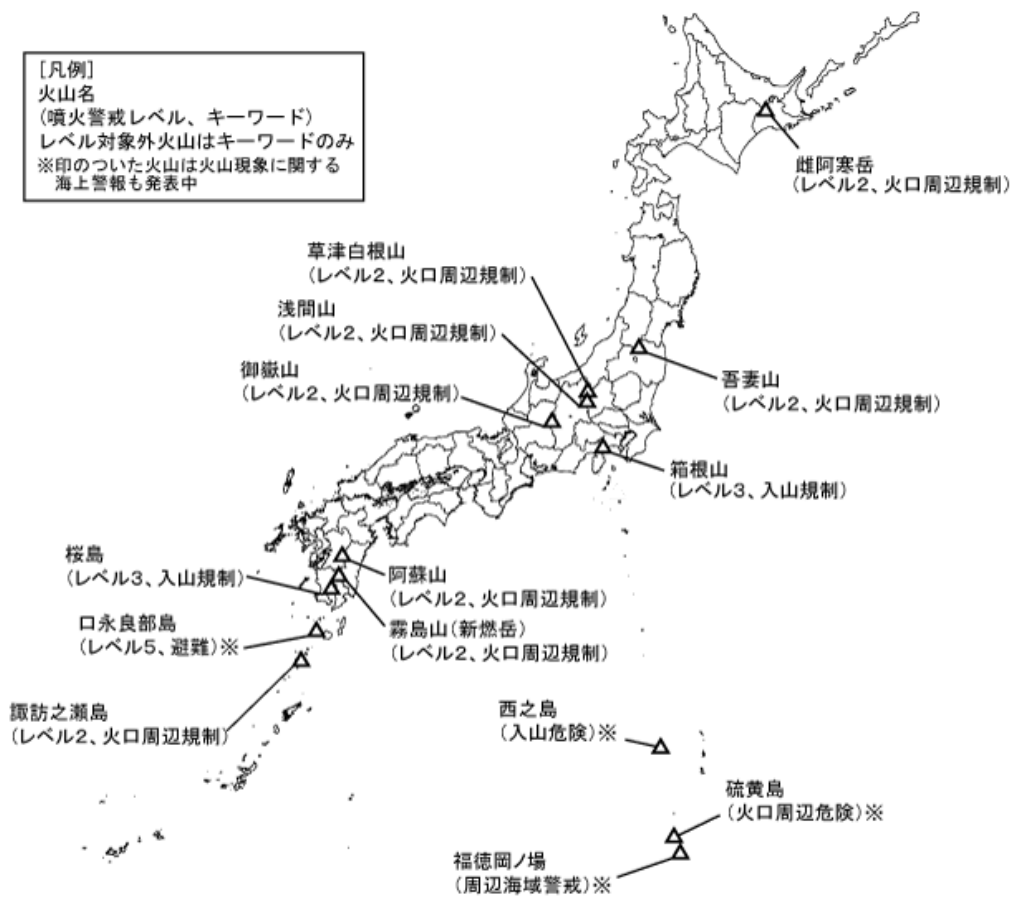 ［凡例］
火山名
（噴火警戒レベル、キーワード）
レベル対象外火山はキーワードのみ
※印のついた火山は火山現象に関する
海上警報も発表中
雌阿寒岳
（レベル２、火口周辺規制）
草津白根山
（レベル２、火口周辺規制）
浅間山
（レベル２、火口周辺規制）
御嶽山
（レベル２、火口周辺規制）
吾妻山
（レベル２、火口周辺規制）
箱根山
（レベル３、入山規制）
桜島
（レベル３、入山規制）
阿蘇山
（レベル２、火口周辺規制）
口永良部島
（レベル５、避難）※
霧島山（新燃岳）
（レベル２、火口周辺規制）
諏訪之瀬島
（レベル２、火口周辺規制）
西之島
（入山危険）※
硫黄島
（火口周辺危険）※
福徳岡ノ場
（周辺海域警戒）※